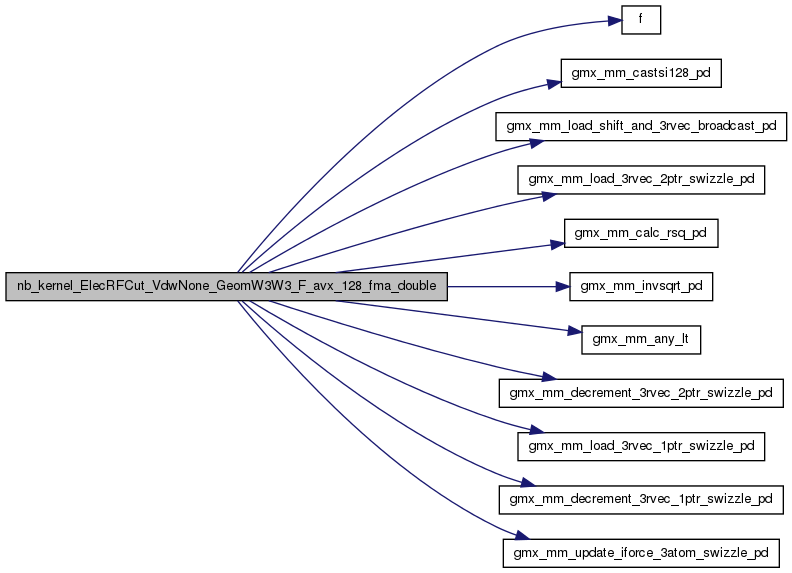 f
gmx_mm_castsi128_pd
gmx_mm_load_shift_and_3rvec_broadcast_pd
gmx_mm_load_3rvec_2ptr_swizzle_pd
gmx_mm_calc_rsq_pd
nb_kernel_ElecRFCut_VdwNone_GeomW3W3_F_avx_128_fma_double
gmx_mm_invsqrt_pd
gmx_mm_any_lt
gmx_mm_decrement_3rvec_2ptr_swizzle_pd
gmx_mm_load_3rvec_1ptr_swizzle_pd
gmx_mm_decrement_3rvec_1ptr_swizzle_pd
gmx_mm_update_iforce_3atom_swizzle_pd